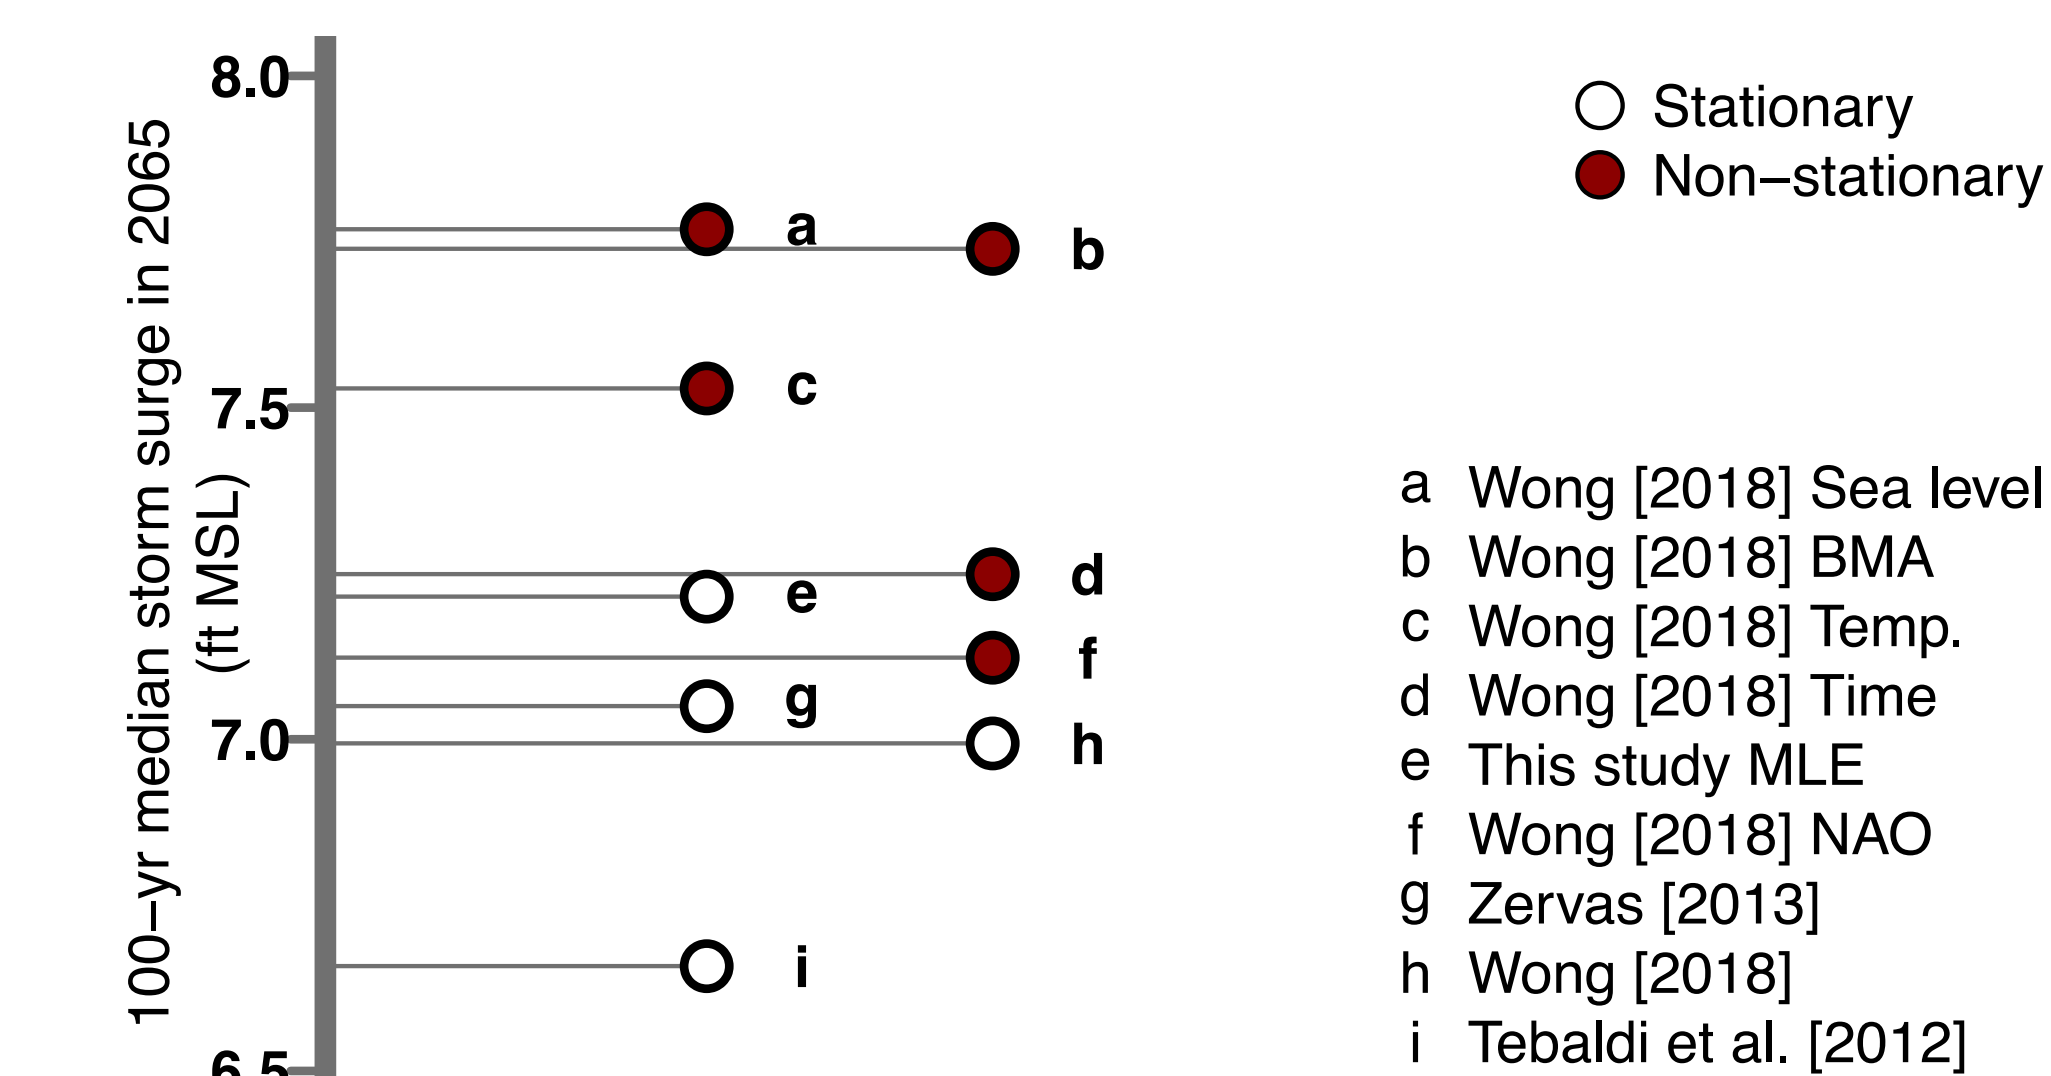 100−yr median storm surge in 2065
(ft MSL)
8.0
7.5
7.0
6.5
a
b
c
d
e
f
g
h
i
Stationary
Non−stationary
a Wong [2018] Sea level
b Wong [2018] BMA
c Wong [2018] Temp.
d Wong [2018] Time
e This study MLE
f Wong [2018] NAO
g Zervas [2013]
h Wong [2018]
i Tebaldi et al. [2012]